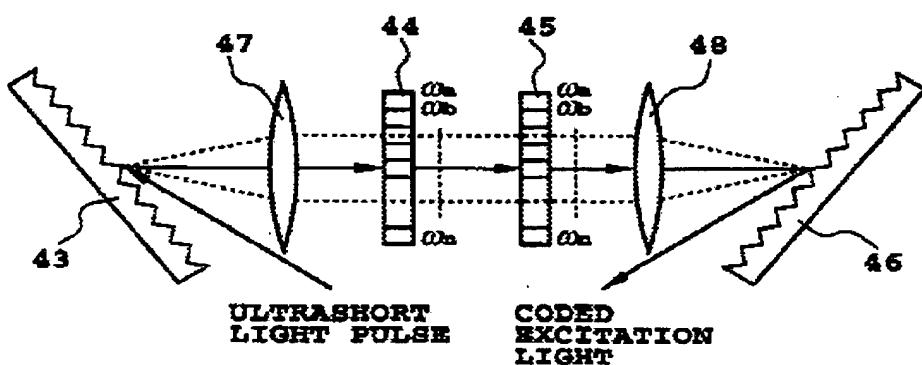 44
45
47
48
ωa
ωb
ωa
ωb
43
ωn
ωn
46
ULTRASHORT
LIGHT PULSE
CODED
EXCITATION
LIGHT